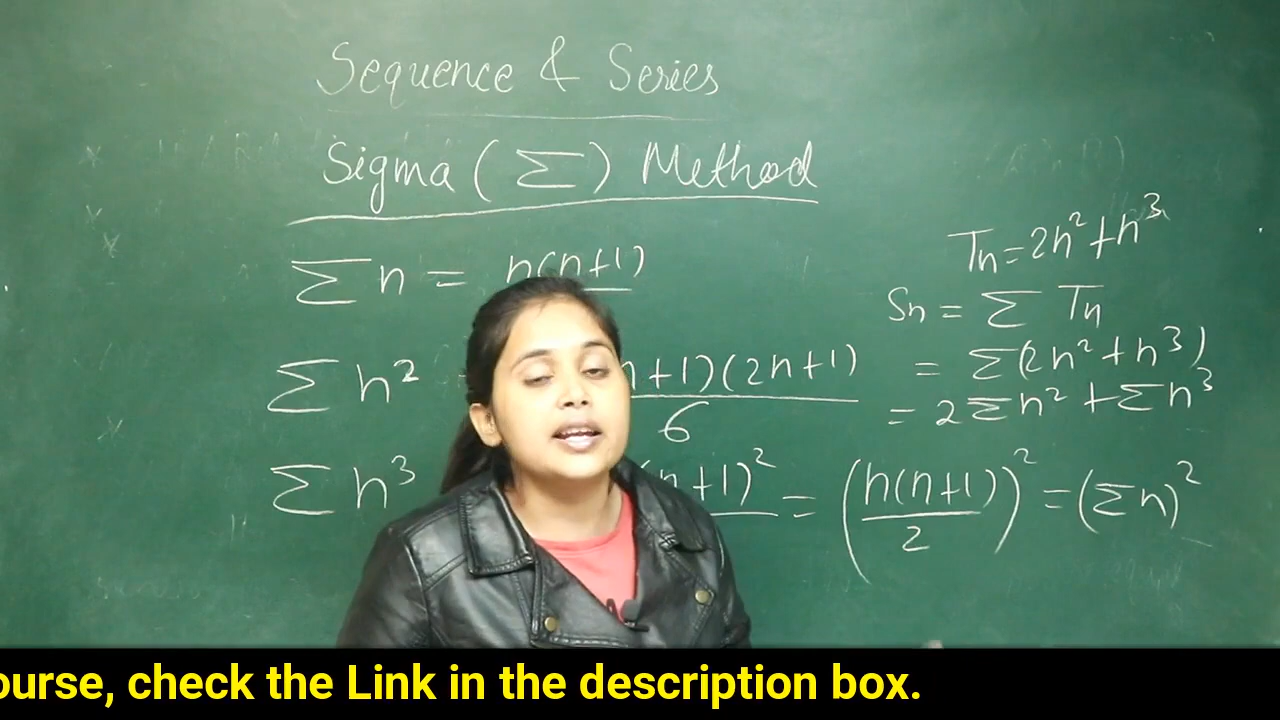 Sequence & Series
Sigma (Σ) Method
Σn = n(n+1)
Σn²
n+1)(2n+1)
6
Σn³
(n+1)² = (n(n+1)/2)² = (Σn)²
Tn=2n²+n³
Sn = Σ Tn
= Σ(2n²+n³)
= 2Σn²+Σn³
ourse, check the Link in the description box.